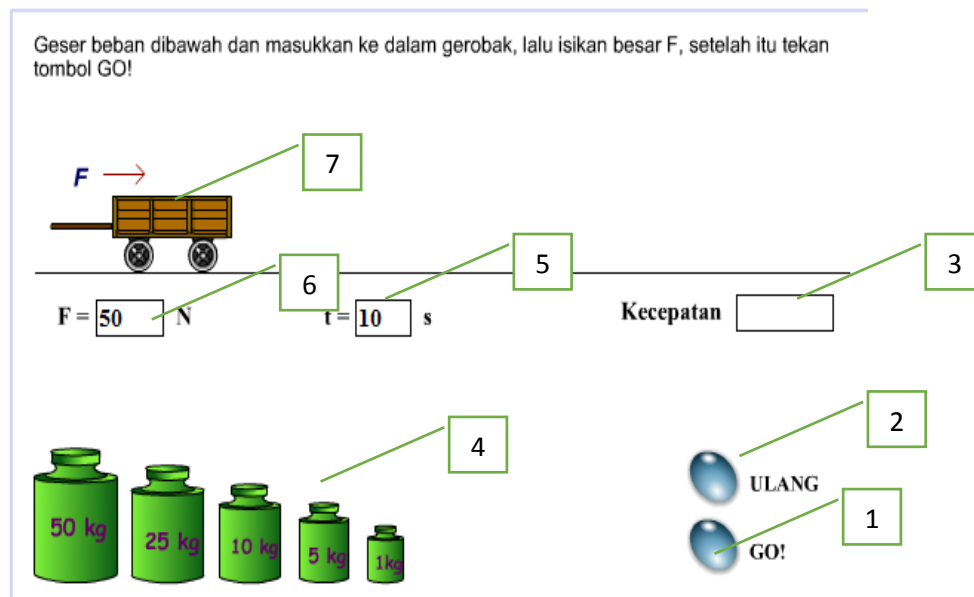 Geser beban dibawah dan masukkan ke dalam gerobak, lalu isikan besar F, setelah itu tekan
tombol GO!
7
F
5
3
6
F = 50 N t = 10 s Kecepatan
2
4
ULANG
1
50 kg 25 kg 10 kg 5 kg 1kg
GO!